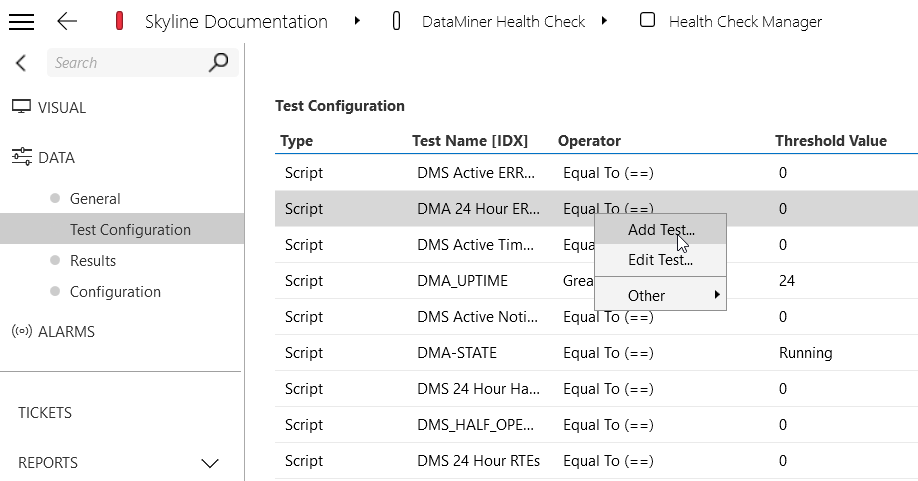 Skyline Documentation DataMiner Health Check Health Check Manager
Search
VISUAL
DATA
General
Test Configuration
Results
Configuration
ALARMS
TICKETS
REPORTS
Test Configuration
Type Test Name [IDX] Operator Threshold Value
Script DMS Active ERR... Equal To (==) 0
Script DMA 24 Hour ER... Equal To (==) 0
Script DMS Active Tim... Equa 0
Script DMA_UPTIME Grea 24
Script DMS Active Noti... Equal To (==) 0
Script DMA-STATE Equal To (==) Running
Script DMS 24 Hour Ha... Equal To (==) 0
Script DMS_HALF_OPE... Equal To (==) 0
Script DMS 24 Hour RTEs Equal To (==) 0
Add Test...
Edit Test...
Other